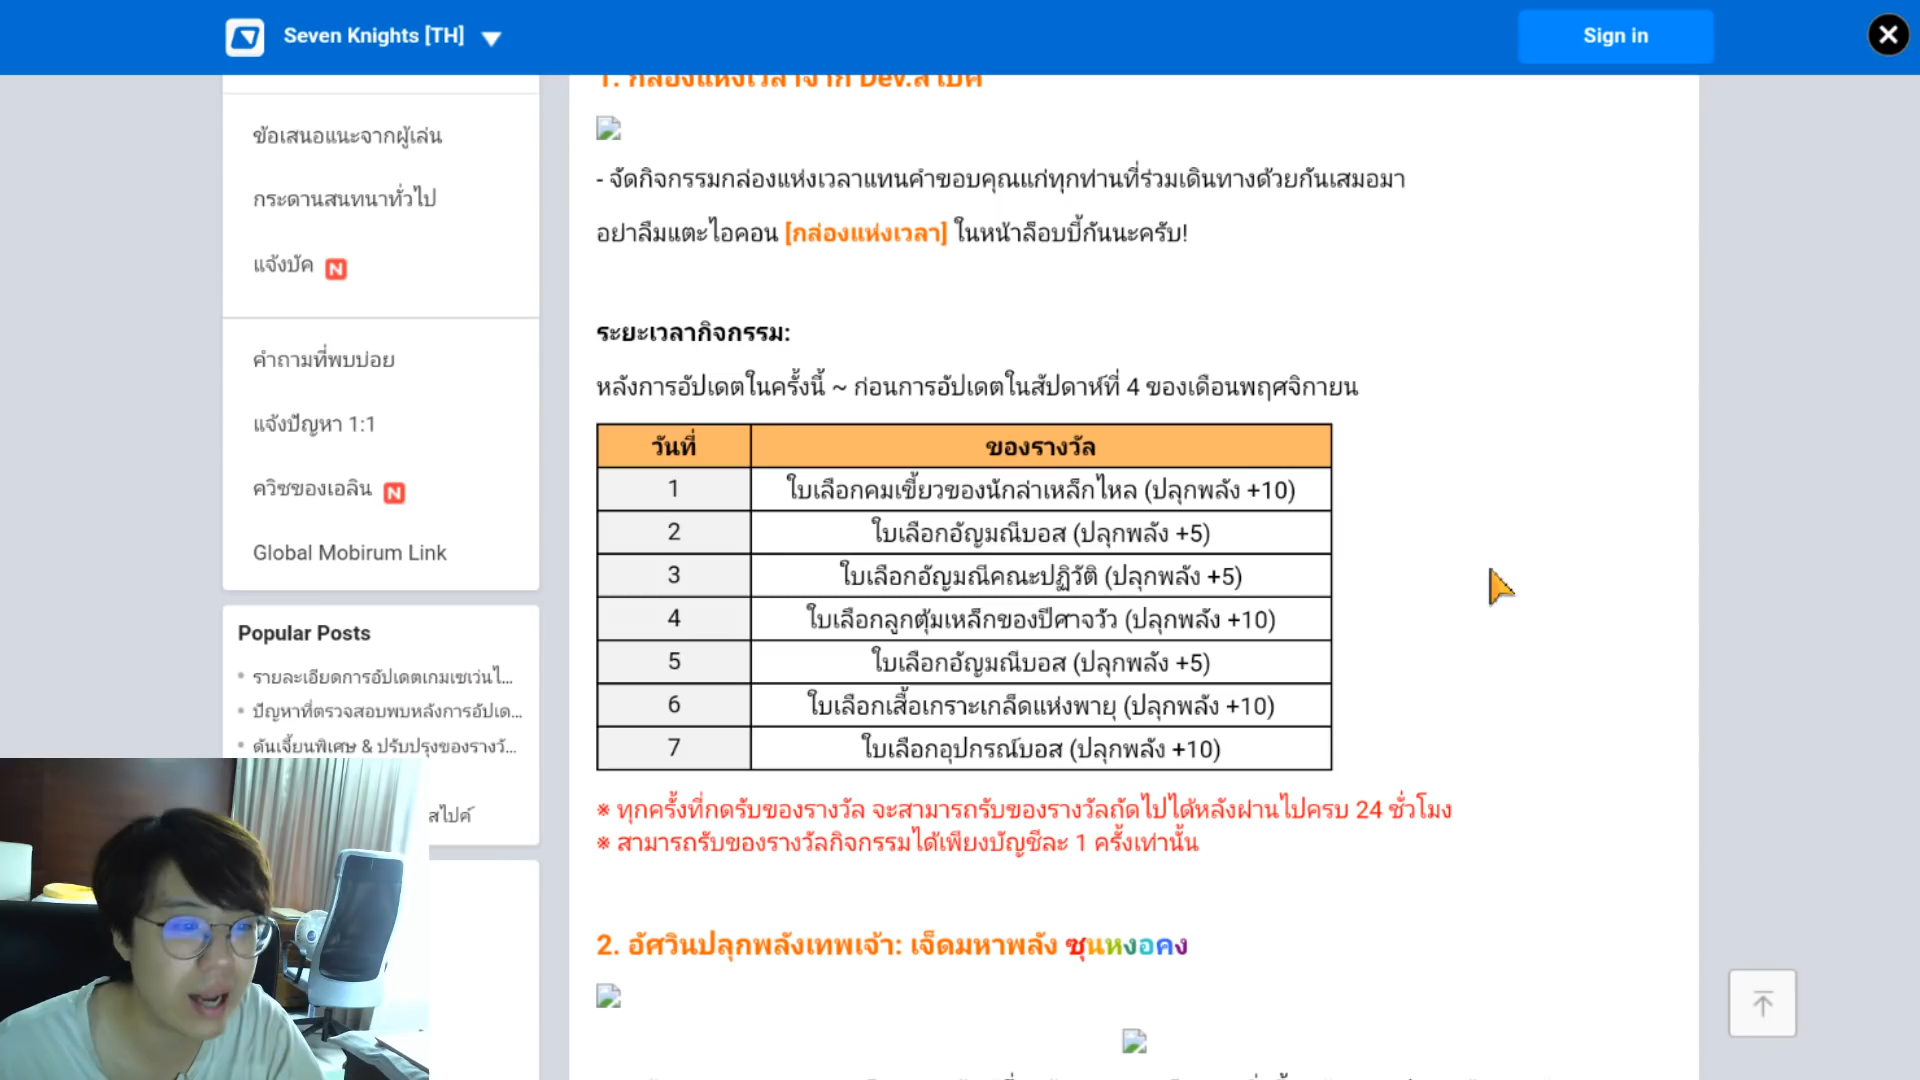 Seven Knights [TH]
Sign in
1. กล่องแห่งเวลาจาก Dev.สไปค์
ข้อเสนอแนะจากผู้เล่น
กระดานสนทนาทั่วไป
แจ้งบัค N
คำถามที่พบบ่อย
แจ้งปัญหา 1:1
ควิซของเอลิน N
Global Mobirum Link
Popular Posts
รายละเอียดการอัปเดตเกมเซเว่นไ...
ปัญหาที่ตรวจสอบพบหลังการอัปเด...
ดันเจี้ยนพิเศษ & ปรับปรุงของรางวั...
สไปค์
- จัดกิจกรรมกล่องแห่งเวลาแทนคำขอบคุณแก่ทุกท่านที่ร่วมเดินทางด้วยกันเสมอมา
อย่าลืมแตะไอคอน [กล่องแห่งเวลา] ในหน้าล็อบบี้กันนะครับ!
ระยะเวลากิจกรรม:
หลังการอัปเดตในครั้งนี้ ~ ก่อนการอัปเดตในสัปดาห์ที่ 4 ของเดือนพฤศจิกายน
วันที่ ของรางวัล
1 ใบเลือกคมเขี้ยวของนักล่าเหล็กไหล (ปลุกพลัง +10)
2 ใบเลือกอัญมณีบอส (ปลุกพลัง +5)
3 ใบเลือกอัญมณีคณะปฏิวัติ (ปลุกพลัง +5)
4 ใบเลือกลูกตุ้มเหล็กของปีศาจวัว (ปลุกพลัง +10)
5 ใบเลือกอัญมณีบอส (ปลุกพลัง +5)
6 ใบเลือกเสื้อเกราะเกล็ดแห่งพายุ (ปลุกพลัง +10)
7 ใบเลือกอุปกรณ์บอส (ปลุกพลัง +10)
※ ทุกครั้งที่กดรับของรางวัล จะสามารถรับของรางวัลถัดไปได้หลังผ่านไปครบ 24 ชั่วโมง
※ สามารถรับของรางวัลกิจกรรมได้เพียงบัญชีละ 1 ครั้งเท่านั้น
2. อัศวินปลุกพลังเทพเจ้า: เจ็ดมหาพลัง ซุนหงอคง